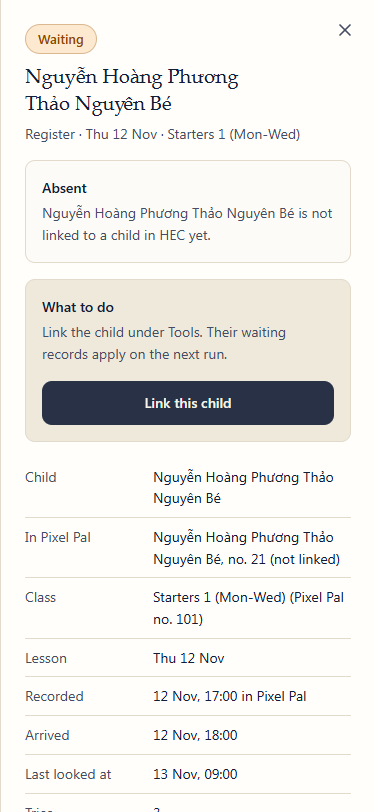 Waiting
Nguyễn Hoàng Phương
Thảo Nguyên Bé
Register · Thu 12 Nov · Starters 1 (Mon-Wed)
Absent
Nguyễn Hoàng Phương Thảo Nguyên Bé is not
linked to a child in HEC yet.
What to do
Link the child under Tools. Their waiting
records apply on the next run.
Link this child
Child
Nguyễn Hoàng Phương Thảo
Nguyên Bé
In Pixel Pal
Nguyễn Hoàng Phương Thảo
Nguyên Bé, no. 21 (not linked)
Class
Starters 1 (Mon-Wed) (Pixel Pal
no. 101)
Lesson
Thu 12 Nov
Recorded
12 Nov, 17:00 in Pixel Pal
Arrived
12 Nov, 18:00
Last looked at
13 Nov, 09:00